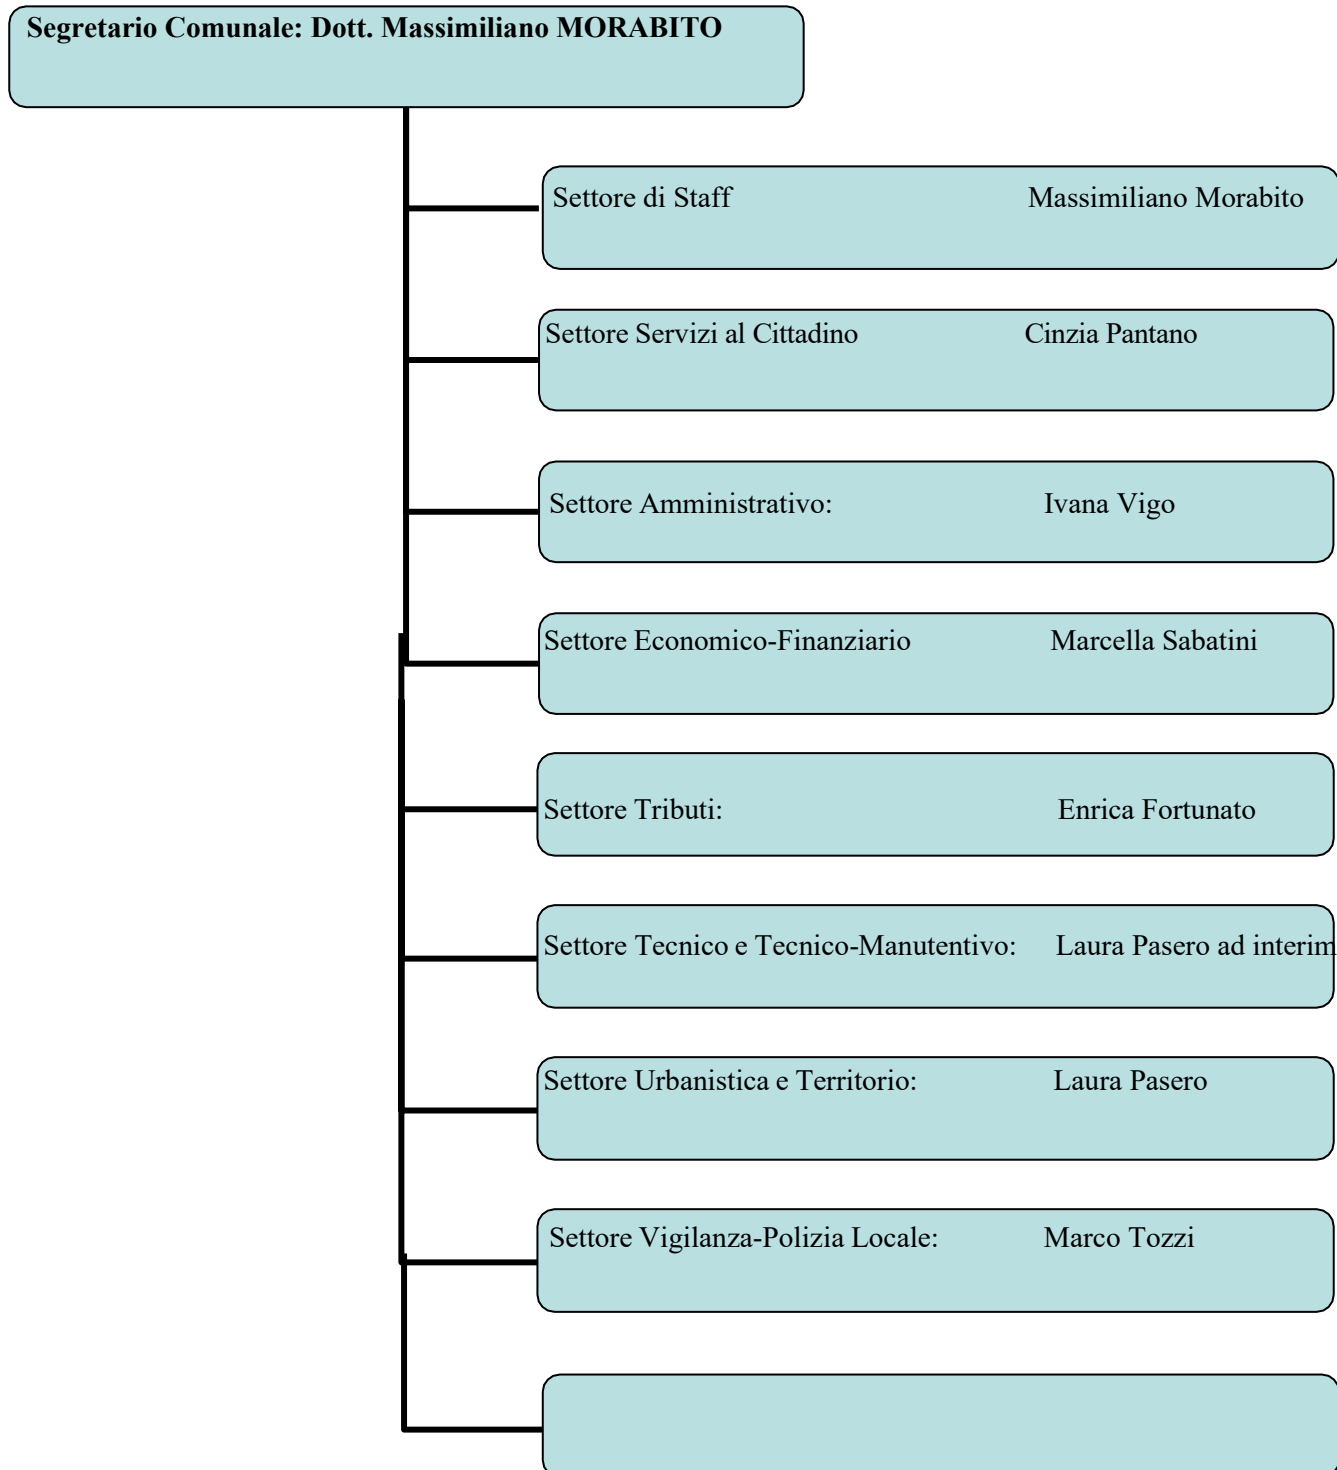 Segretario Comunale: Dott. Massimiliano MORABITO
Settore di Staff Massimiliano Morabito
Settore Servizi al Cittadino Cinzia Pantano
Settore Amministrativo: Ivana Vigo
Settore Economico-Finanziario Marcella Sabatini
Settore Tributi: Enrica Fortunato
Settore Tecnico e Tecnico-Manutentivo: Laura Pasero ad interim
Settore Urbanistica e Territorio: Laura Pasero
Settore Vigilanza-Polizia Locale: Marco Tozzi